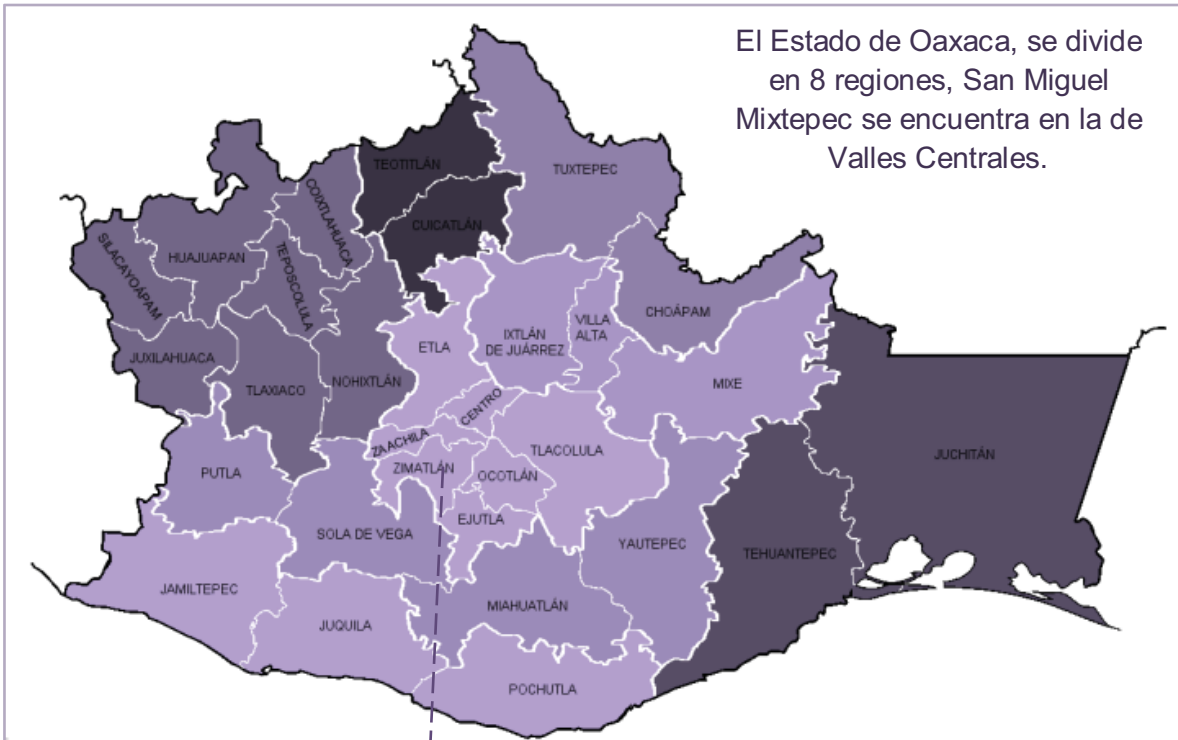 El Estado de Oaxaca, se divide
en 8 regiones, San Miguel
Mixtepec se encuentra en la de
Valles Centrales.
TEOTITLÁN
TUXTEPEC
COIXTLAHUACA
CUICATLÁN
SILACAYOÁPAM
HUAJUAPAN
TEPOSCOLULA
CHOÁPAM
VILLA
ALTA
IXTLÁN
DE JUÁRREZ
ETLA
JUXILAHUACA
TLAXIACO
NOHIXTLÁN
MIXE
CENTRO
ZAACHILA
TLACOLULA
JUCHITÁN
PUTLA
ZIMATLÁN
OCOTLÁN
EJUTLA
SOLA DE VEGA
YAUTEPEC
TEHUANTEPEC
JAMILTEPEC
MIAHUATLÁN
JUQUILA
POCHUTLA